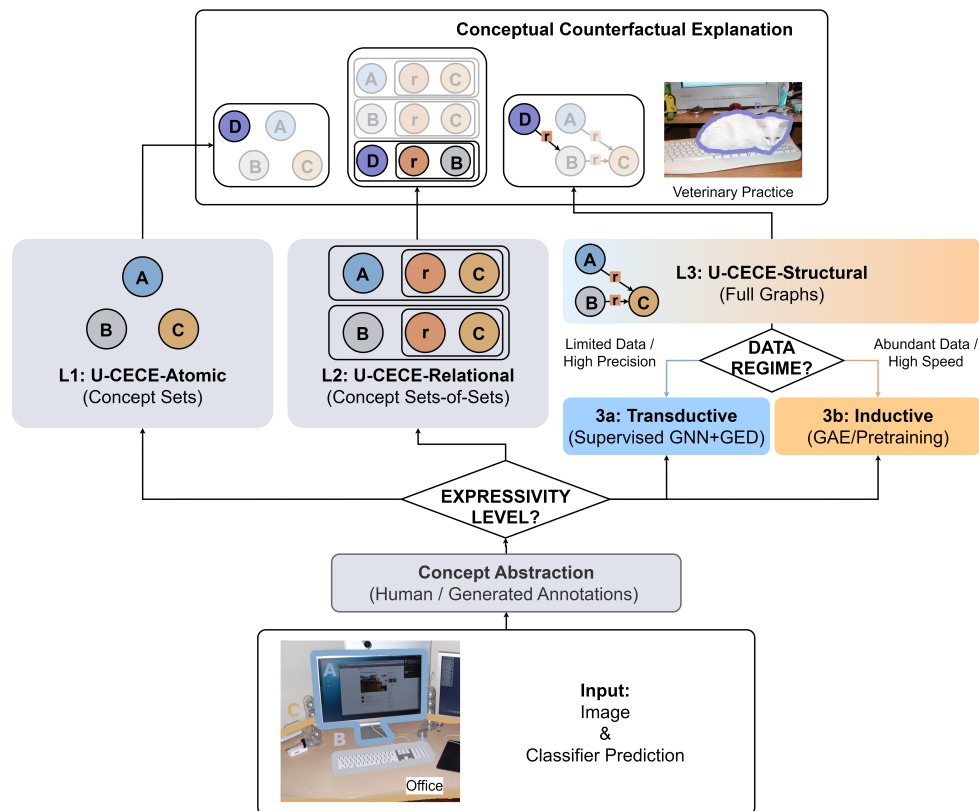 Conceptual Counterfactual Explanation
D
A
B
C
A
r
C
B
r
C
D
r
B
D
A
r
r
B
r
C
Veterinary Practice
A
B
C
L1: U-CECE-Atomic
(Concept Sets)
A
r
C
B
r
C
L2: U-CECE-Relational
(Concept Sets-of-Sets)
A
r
B
r
C
L3: U-CECE-Structural
(Full Graphs)
Limited Data /
High Precision
DATA
REGIME?
Abundant Data /
High Speed
3a: Transductive
(Supervised GNN+GED)
3b: Inductive
(GAE/Pretraining)
EXPRESSIVITY
LEVEL?
Concept Abstraction
(Human / Generated Annotations)
A
C
B
Office
Input:
Image
&
Classifier Prediction